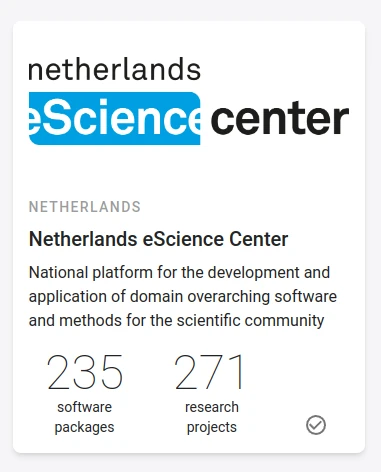 netherlands
eScience center
NETHERLANDS
Netherlands eScience Center
National platform for the development and
application of domain overarching software
and methods for the scientific community
235 271
software research
packages projects